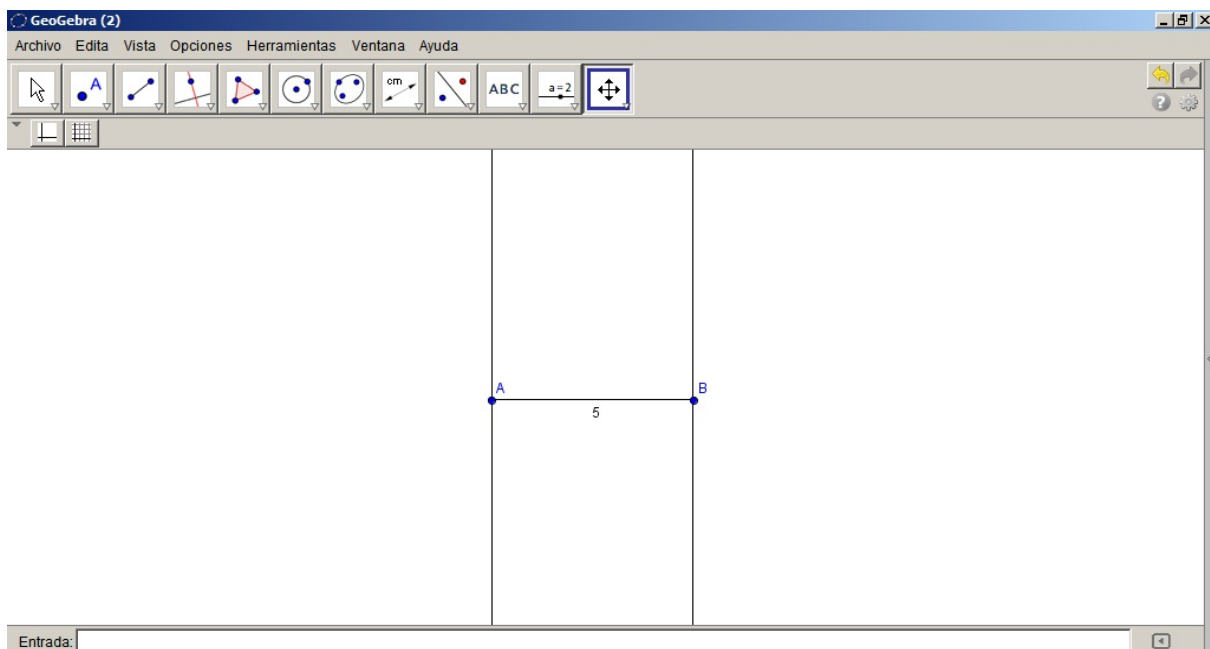 GeoGebra (2)
Archivo Edita Vista Opciones Herramientas Ventana Ayuda
A cm ABC a=2
A B
5
Entrada: